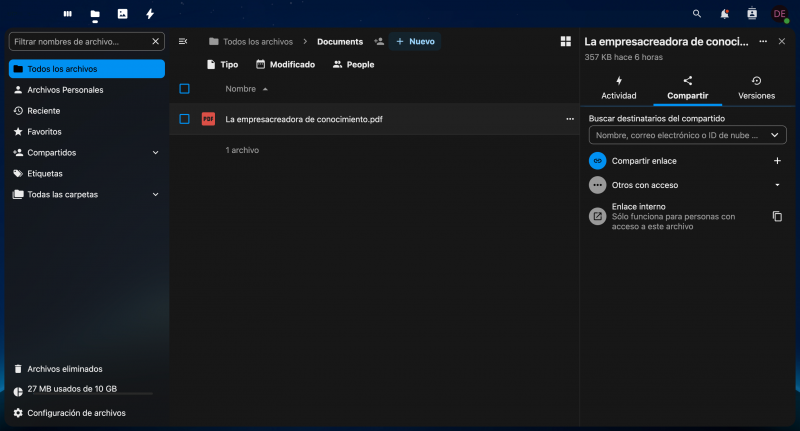 DE
Filtrar nombres de archivo...
Todos los archivos
Archivos Personales
Reciente
Favoritos
Compartidos
Etiquetas
Todas las carpetas
Archivos eliminados
27 MB usados de 10 GB
Configuración de archivos
Todos los archivos
Documents
+ Nuevo
Tipo
Modificado
People
Nombre
PDF
La empresacreadora de conocimiento.pdf
1 archivo
La empresacreadora de conoci...
357 KB hace 6 horas
Actividad
Compartir
Versiones
Buscar destinatarios del compartido
Nombre, correo electrónico o ID de nube ...
Compartir enlace
Otros con acceso
Enlace interno
Sólo funciona para personas con
acceso a este archivo